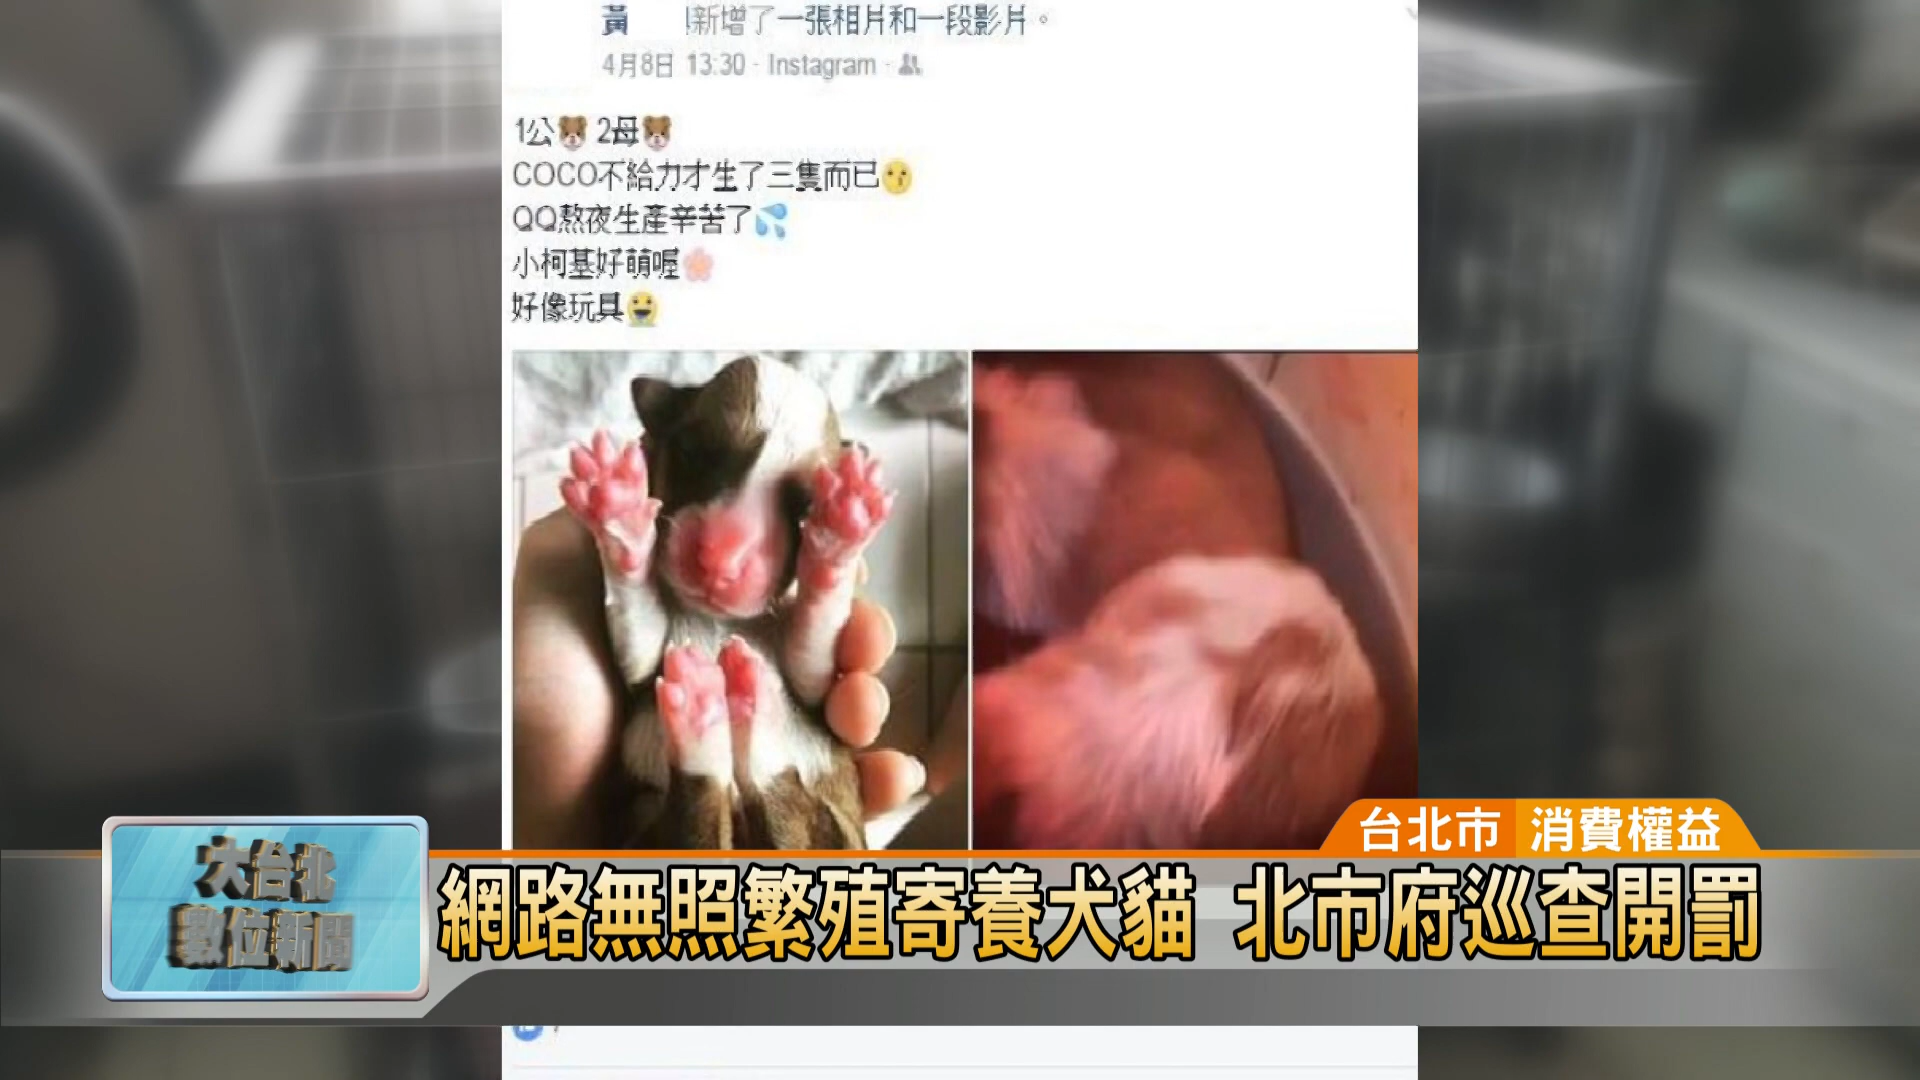 黃 新增了一張相片和一段影片。
4月8日 13:30 · Instagram ·
1公🐻 2母🐻
COCO不給力才生了三隻而已😗
QQ熬夜生產辛苦了💦
小柯基好萌喔🌸
好像玩具🤮
台北市 消費權益
大台北
數位新聞
網路無照繁殖寄養犬貓 北市府巡查開罰